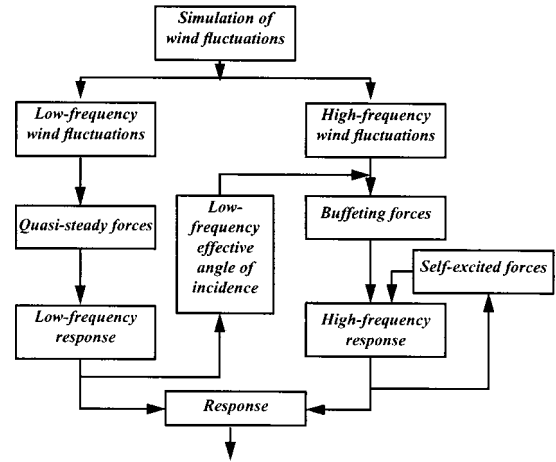 Simulation of
wind fluctuations
Low-frequency
wind fluctuations
High-frequency
wind fluctuations
Quasi-steady forces
Low-
frequency
effective
angle of
incidence
Buffeting forces
Self-excited forces
Low-frequency
response
High-frequency
response
Response